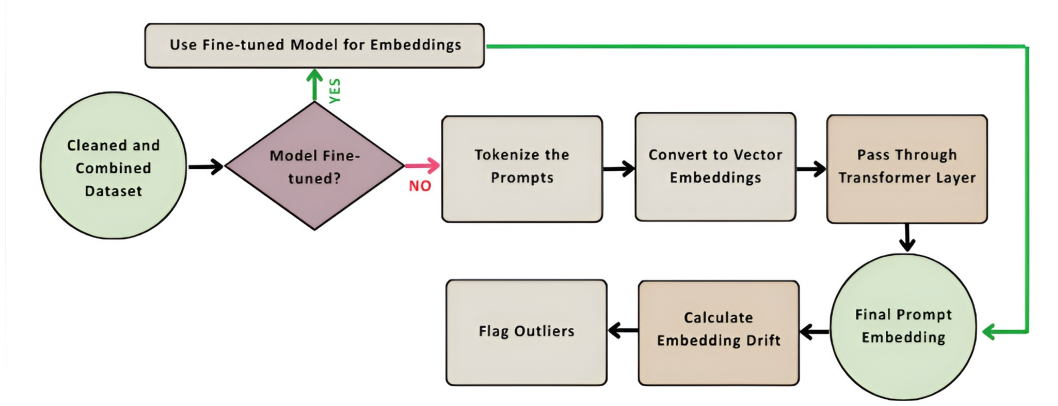 Use Fine-tuned Model for Embeddings
YES
Cleaned and
Combined
Dataset
Model Fine-
tuned?
NO
Tokenize the
Prompts
Convert to Vector
Embeddings
Pass Through
Transformer Layer
Final Prompt
Embedding
Calculate
Embedding Drift
Flag Outliers